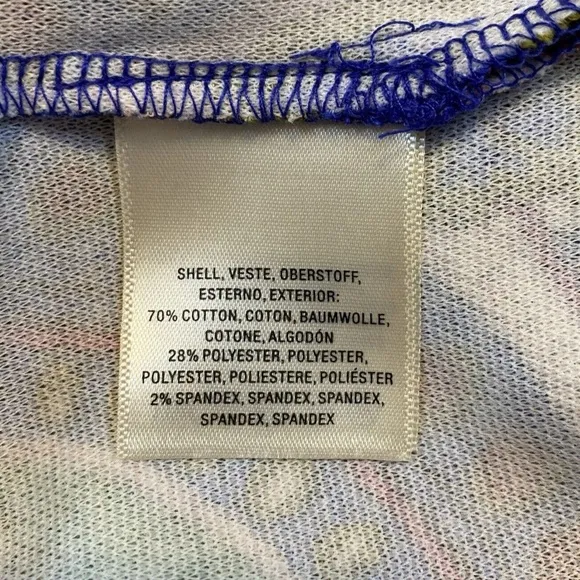 SHELL, VESTE, OBERSTOFF,
ESTERNO, EXTERIOR:
70% COTTON, COTON, BAUMWOLLE,
COTONE, ALGODÓN
28% POLYESTER, POLYESTER,
POLYESTER, POLIESTERE, POLIÉSTER
2% SPANDEX, SPANDEX, SPANDEX,
SPANDEX, SPANDEX